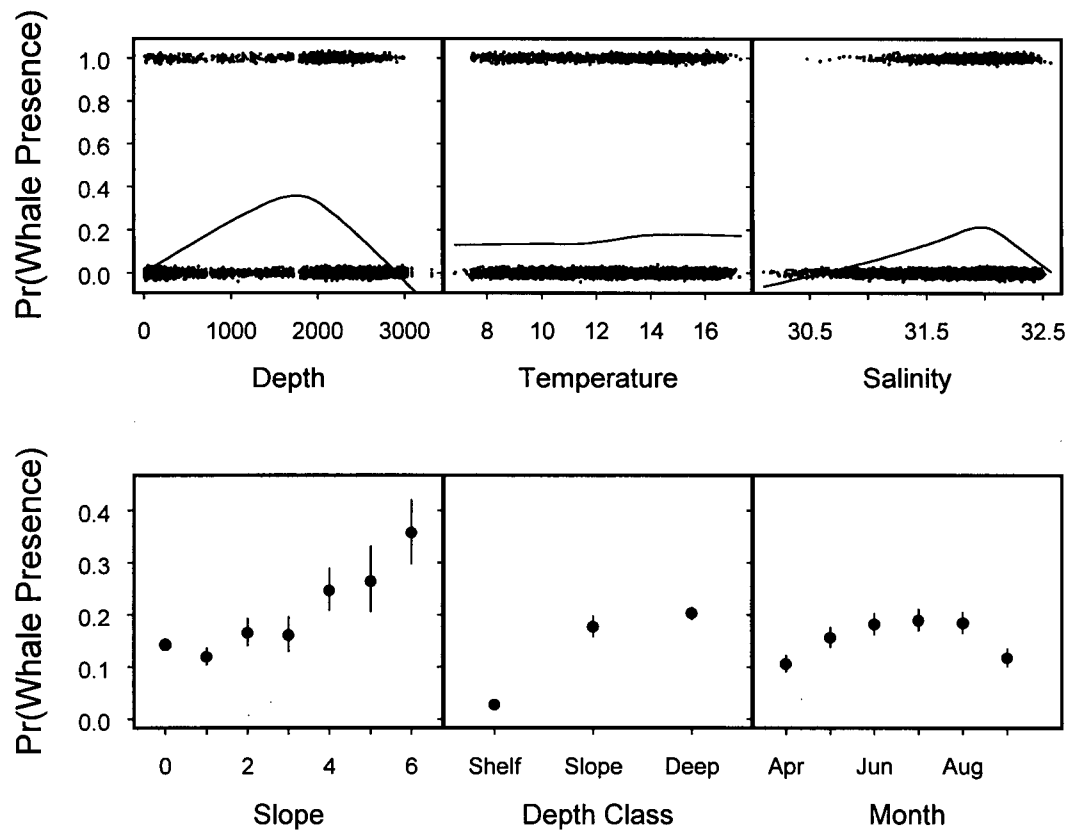 Pr(Whale Presence)
1.0
0.8
0.6
0.4
0.2
0.0
0 1000 2000 3000
8 10 12 14 16
30.5 31.5 32.5
Depth
Temperature
Salinity
Pr(Whale Presence)
0.4
0.3
0.2
0.1
0.0
0 2 4 6
Shelf Slope Deep
Apr Jun Aug
Slope
Depth Class
Month